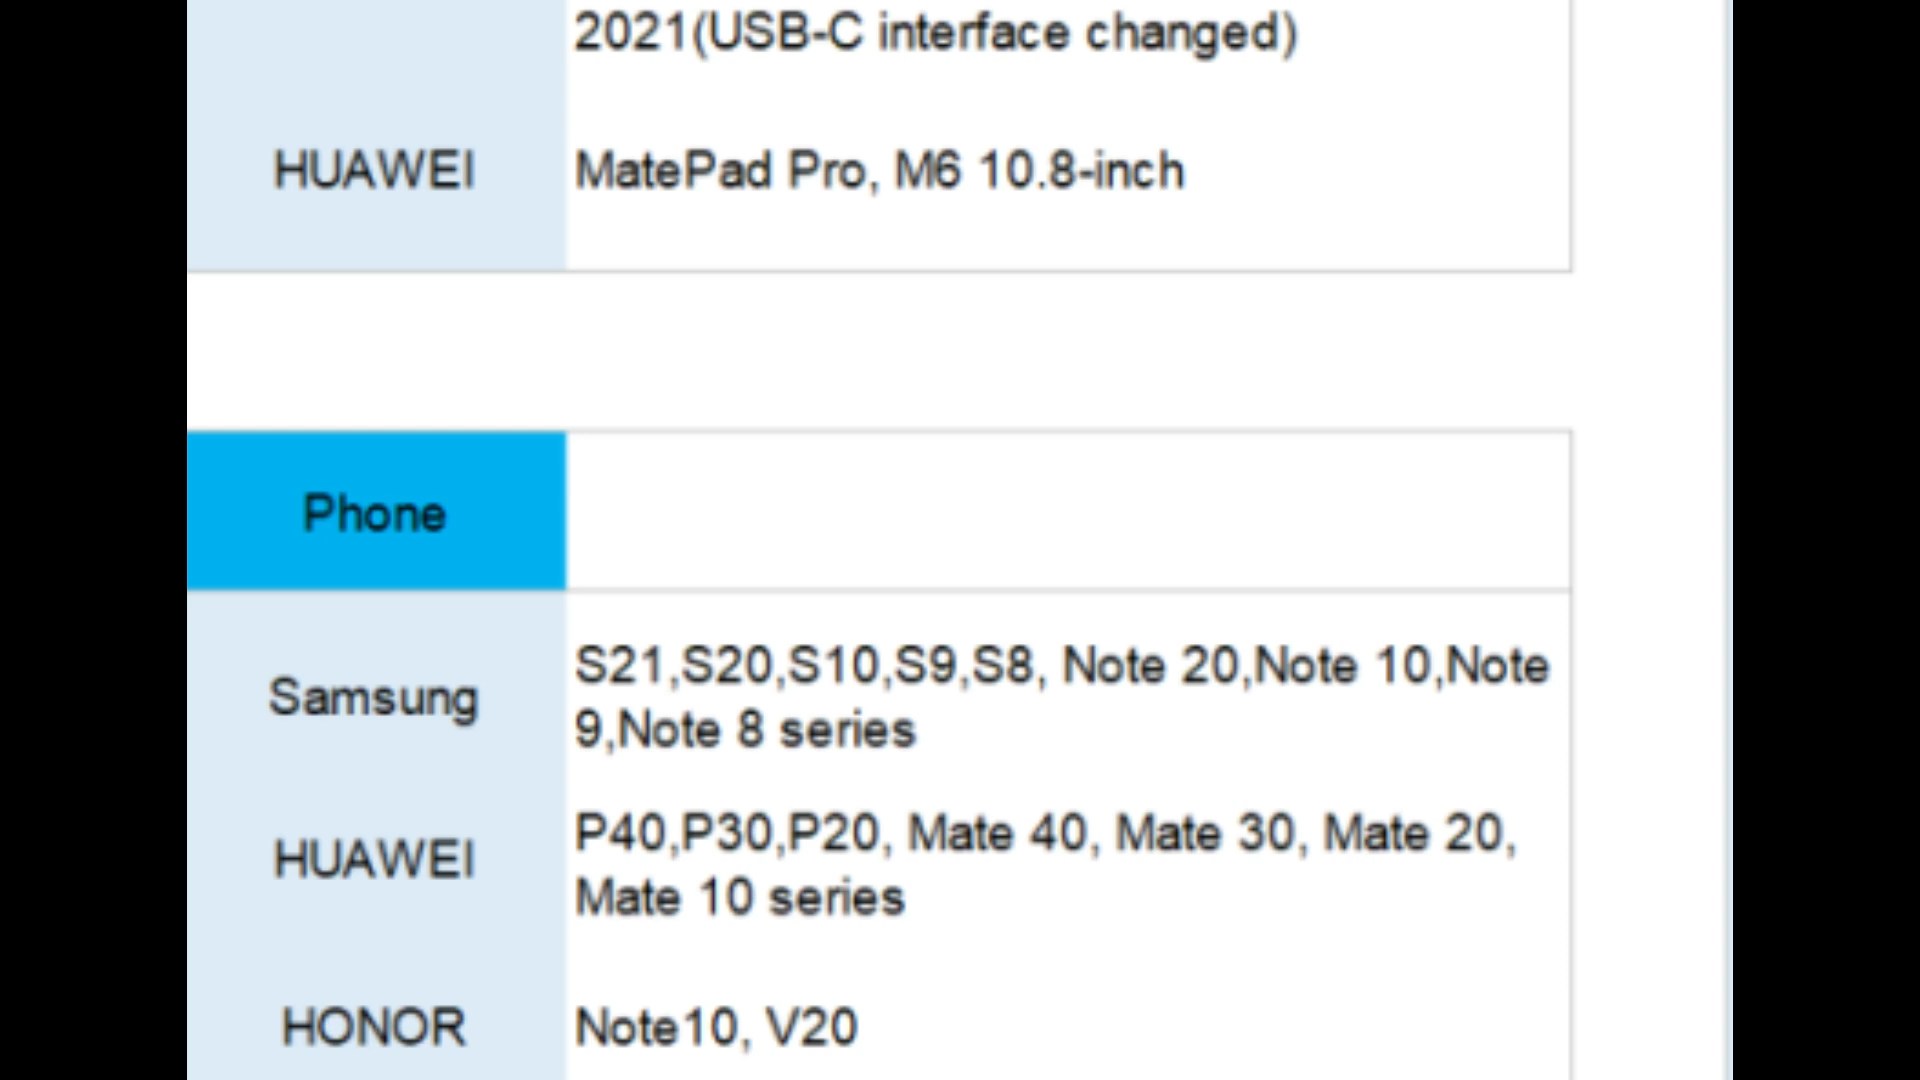 2021(USB-C interface changed)
HUAWEI
MatePad Pro, M6 10.8-inch
Phone
Samsung
S21,S20,S10,S9,S8, Note 20,Note 10,Note
9,Note 8 series
HUAWEI
P40,P30,P20, Mate 40, Mate 30, Mate 20,
Mate 10 series
HONOR
Note10, V20